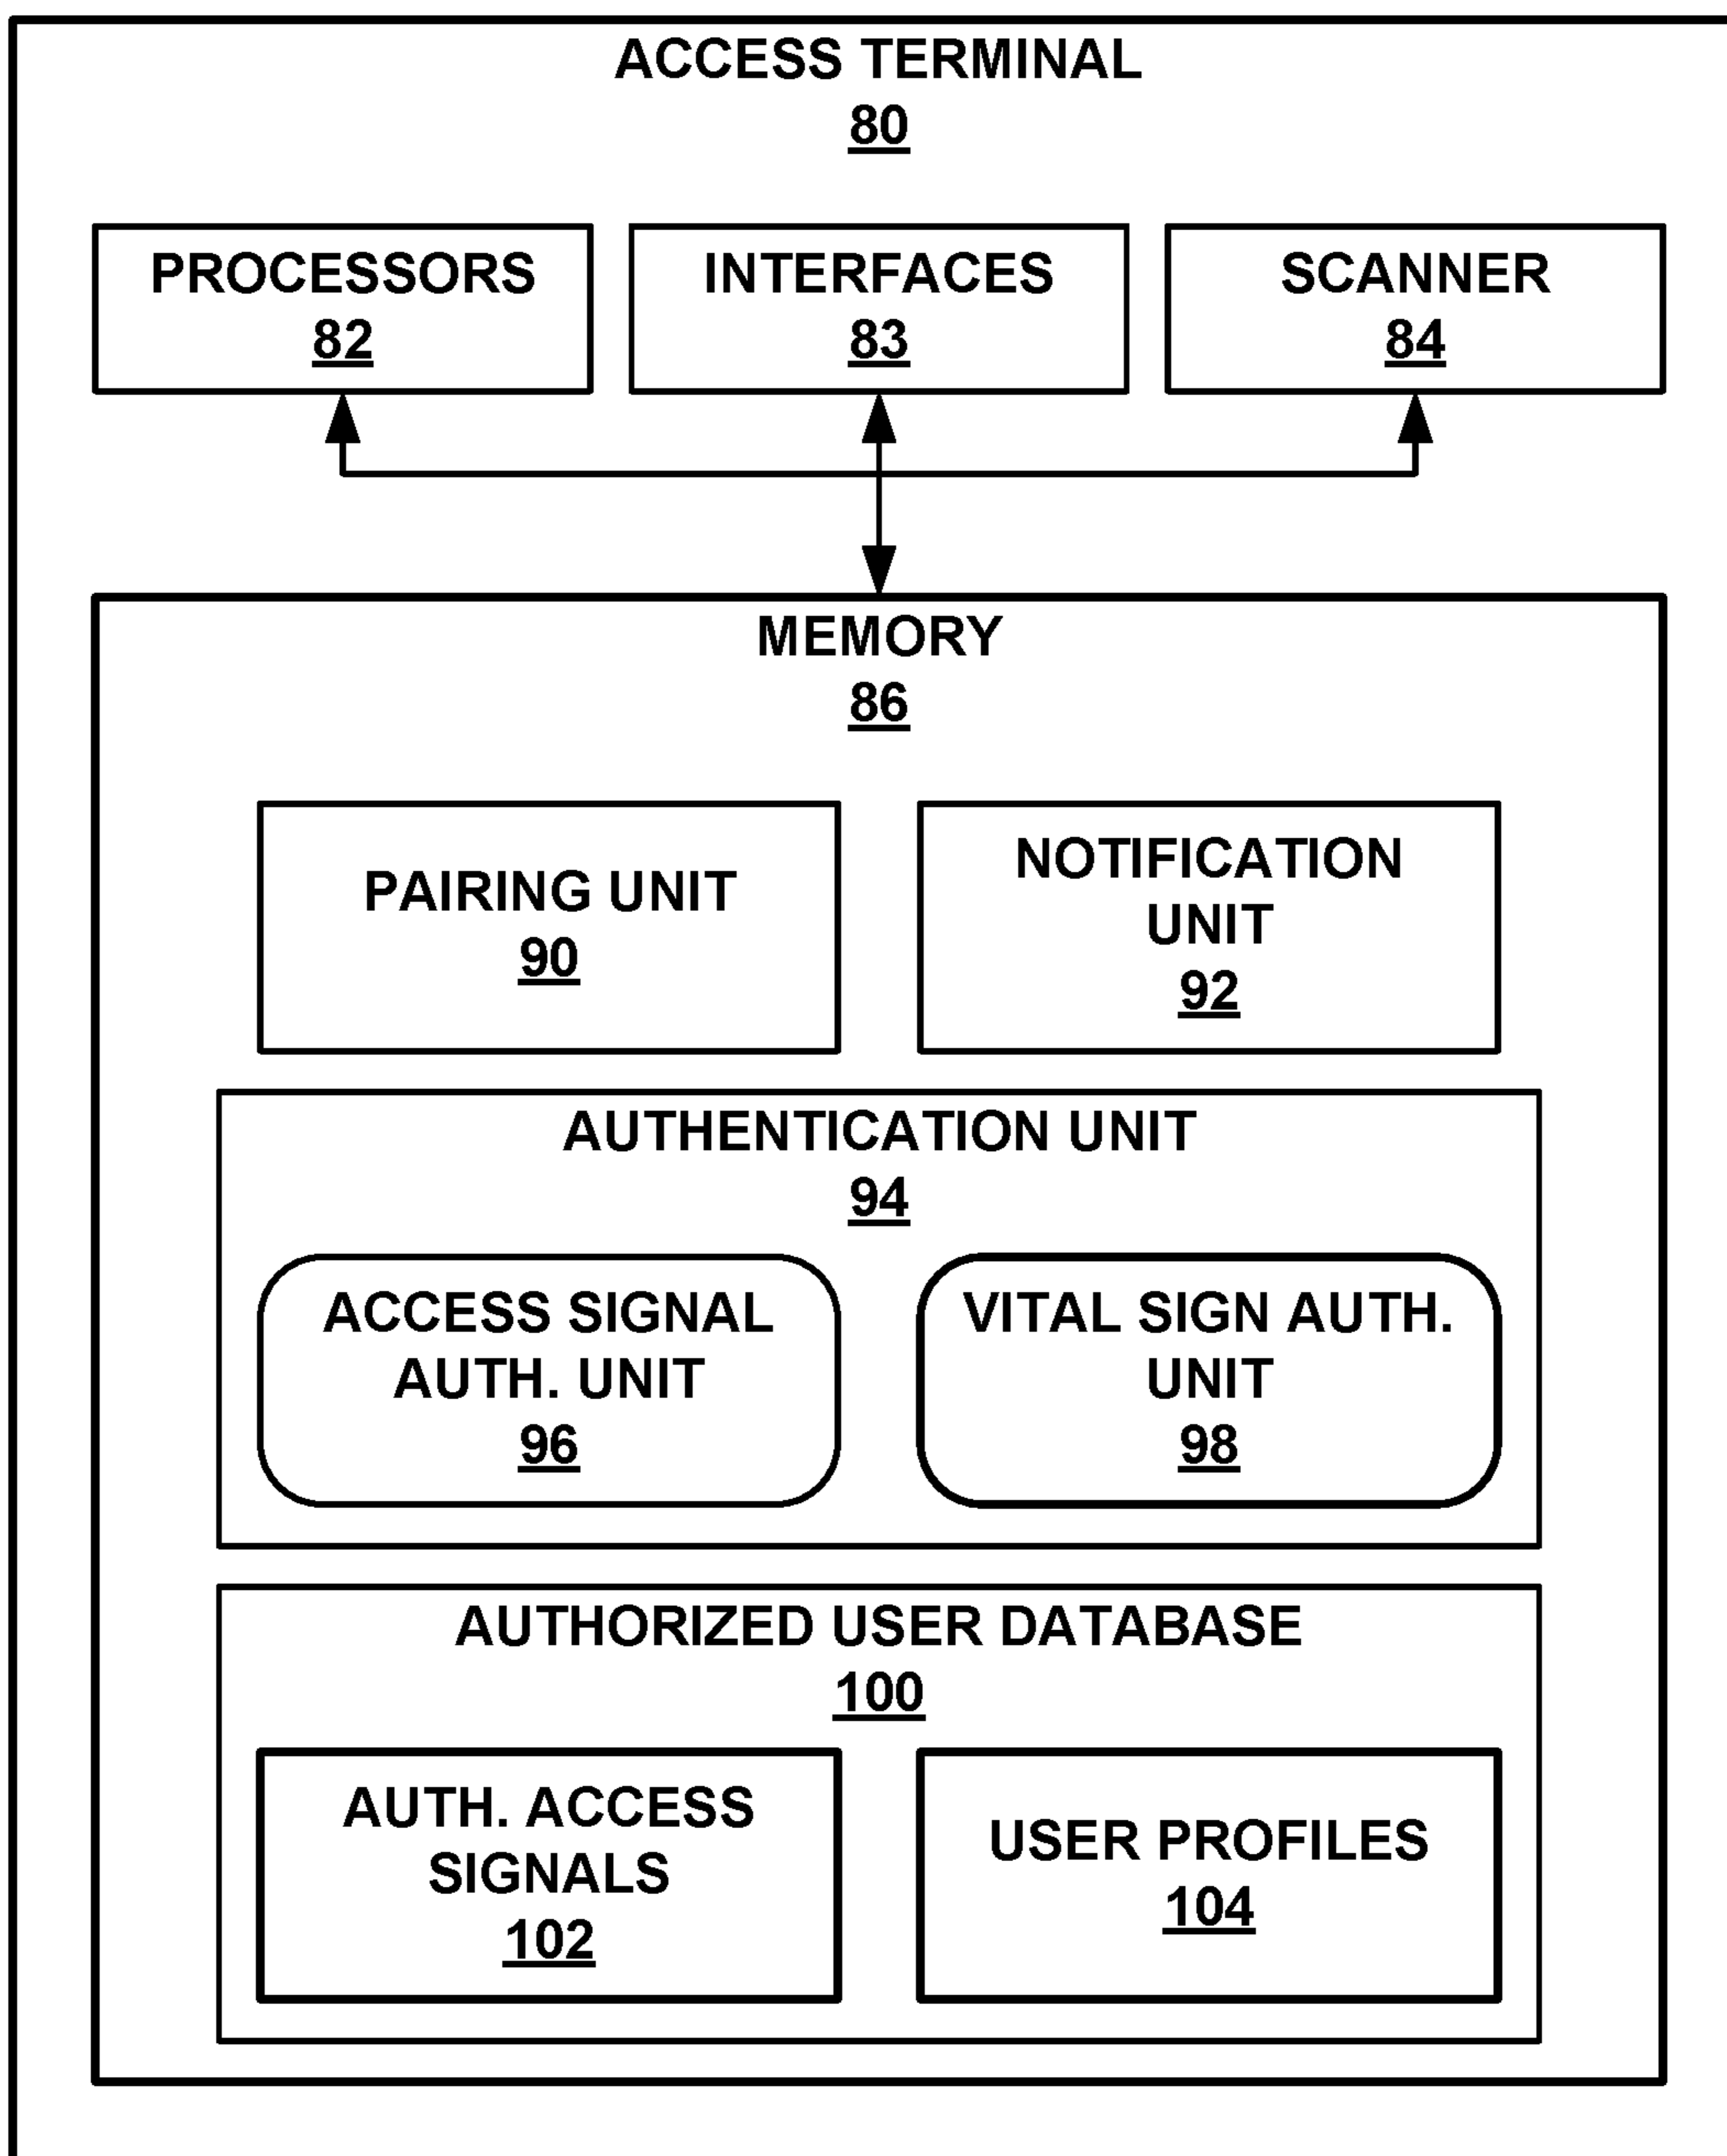 ACCESS TERMINAL
80
PROCESSORS
82
INTERFACES
83
SCANNER
84
MEMORY
86
PAIRING UNIT
90
NOTIFICATION
UNIT
92
AUTHENTICATION UNIT
94
ACCESS SIGNAL
AUTH. UNIT
96
VITAL SIGN AUTH.
UNIT
98
AUTHORIZED USER DATABASE
100
AUTH. ACCESS
SIGNALS
102
USER PROFILES
104